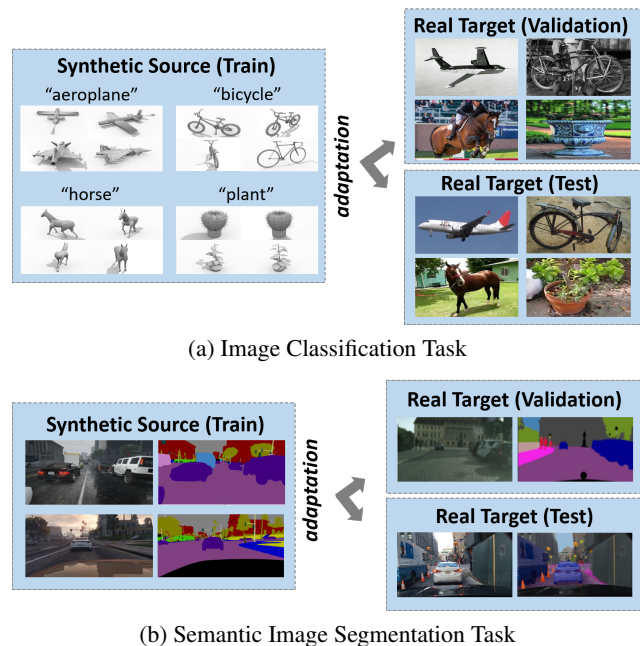 Synthetic Source (Train)
“aeroplane”
“bicycle”
“horse”
“plant”
adaptation
Real Target (Validation)
Real Target (Test)
(a) Image Classification Task
Synthetic Source (Train)
adaptation
Real Target (Validation)
Real Target (Test)
(b) Semantic Image Segmentation Task